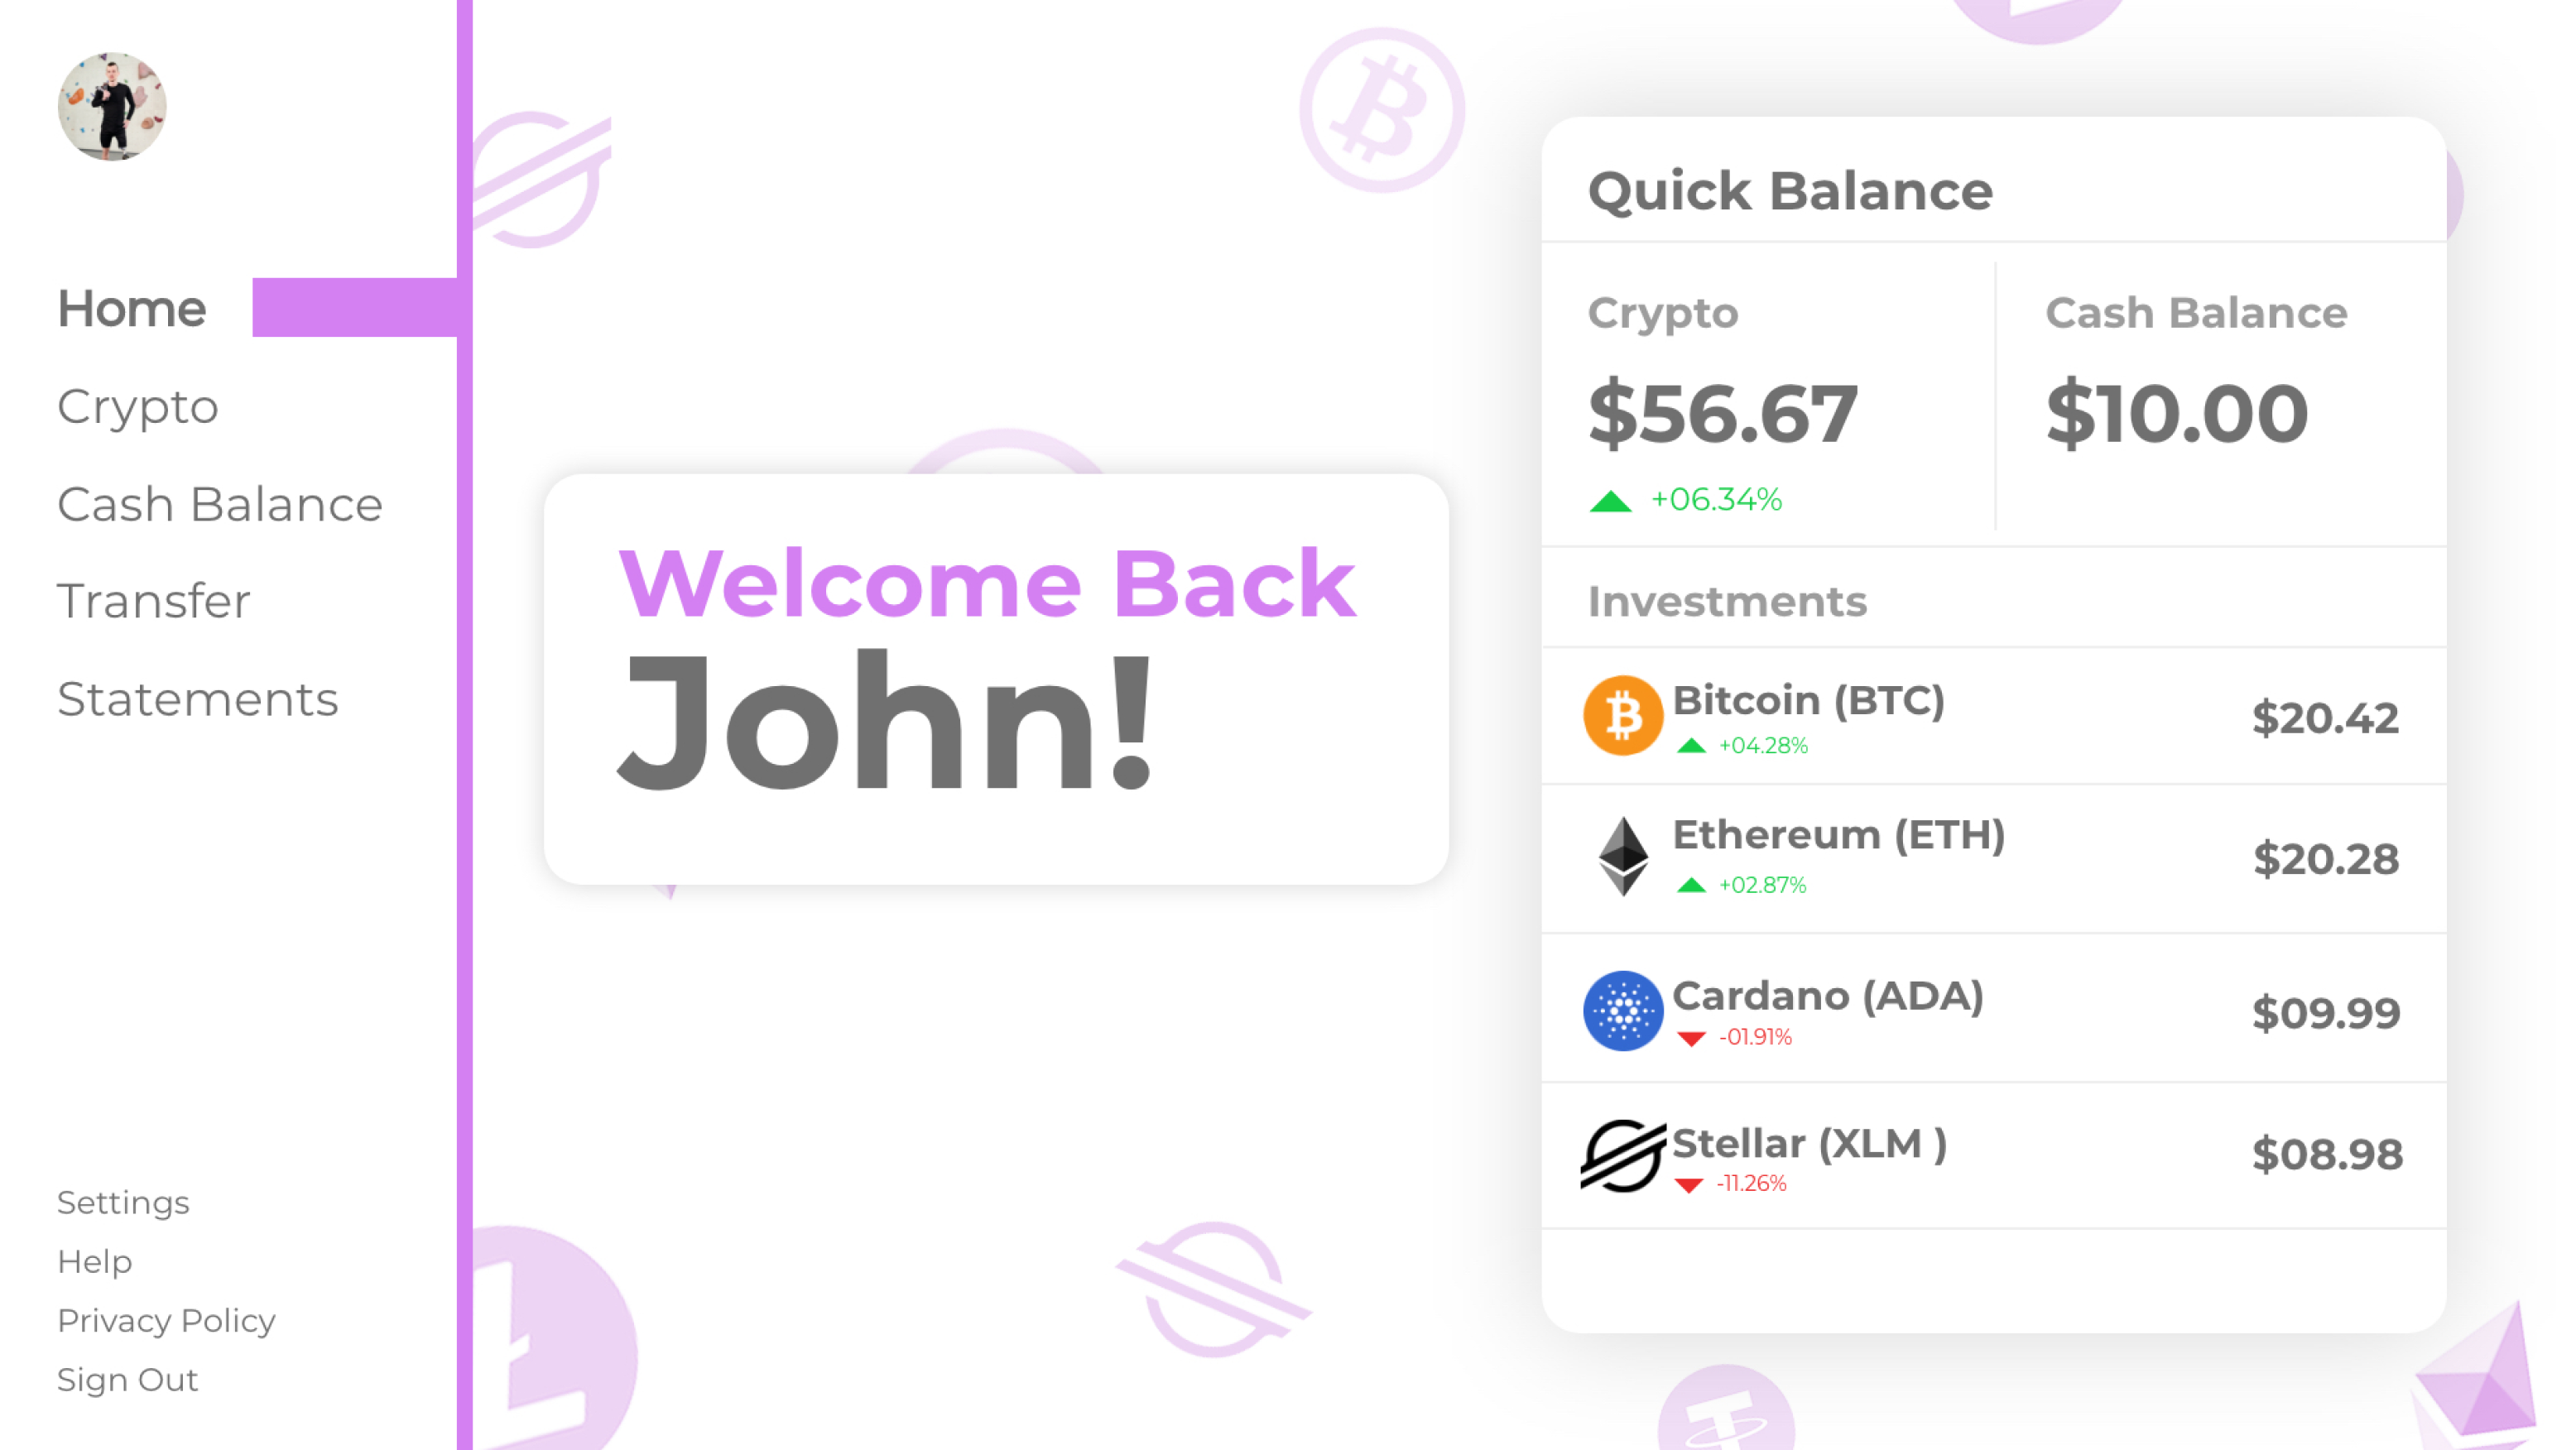 Home
Crypto
Cash Balance
Transfer
Statements
Settings
Help
Privacy Policy
Sign Out
Welcome Back
John!
Quick Balance
Crypto
$56.67
+06.34%
Cash Balance
$10.00
Investments
Bitcoin (BTC)
+04.28%
$20.42
Ethereum (ETH)
+02.87%
$20.28
Cardano (ADA)
-01.91%
$09.99
Stellar (XLM )
-11.26%
$08.98